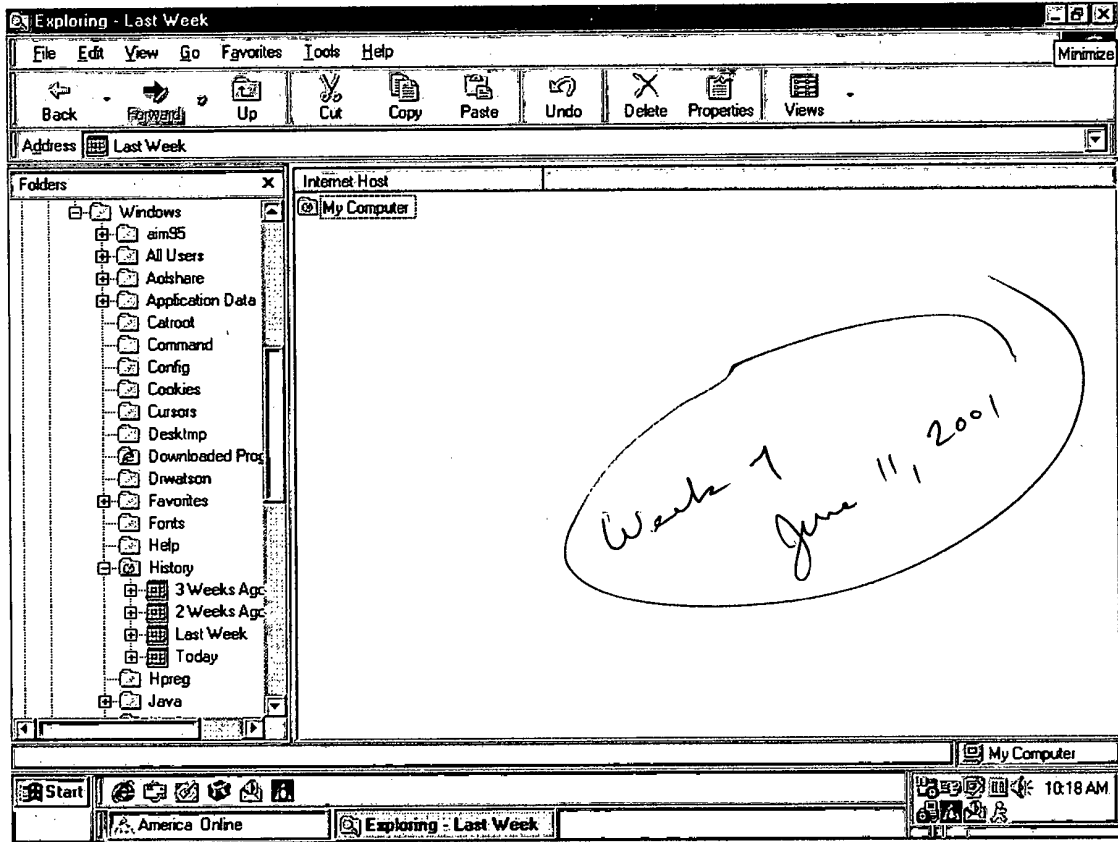 Exploring - Last Week
File Edit View Go Favorites Tools Help
Minimize
Back Forward Up Cut Copy Paste Undo Delete Properties Views
Address Last Week
Folders x
Internet Host
My Computer
Windows
aim95
All Users
Aolshare
Application Data
Catroot
Command
Config
Cookies
Cursors
Desktmp
Downloaded Prog
Drwatson
Favorites
Fonts
Help
History
3 Weeks Ago
2 Weeks Ago
Last Week
Today
Hpreg
Java
Week of
June 11, 2001
My Computer
Start
10:18 AM
America Online
Exploring - Last Week